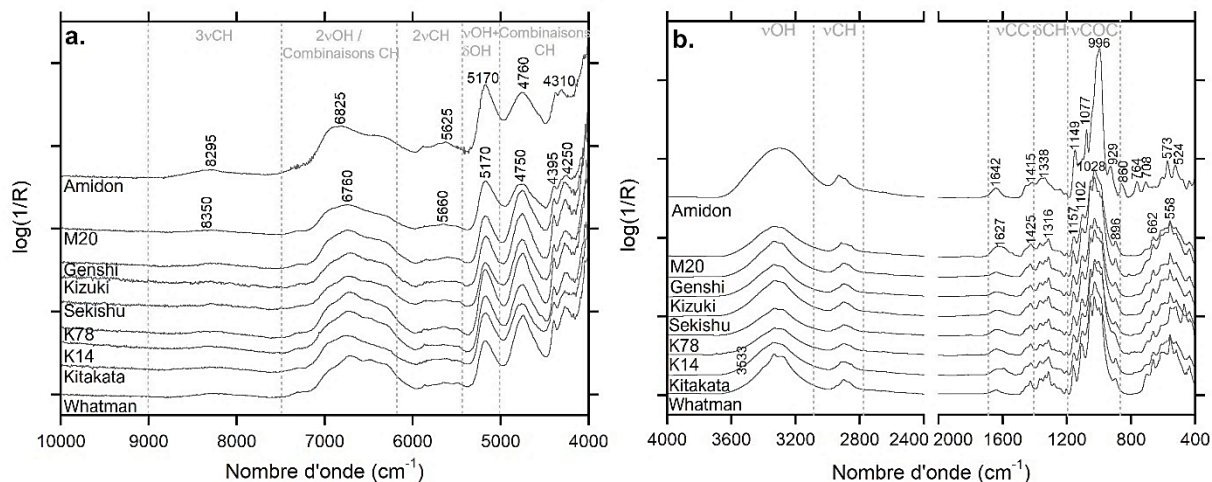 a.
3νCH
2νOH /
Combinaisons CH
2νCH
νOH+
δOH
Combinaisons
CH
8295
6825
5625
5170
4760
4310
Amidon
8350
6760
5660
5170
4750
4395
4250
M20
Genshi
Kizuki
Sekishu
K78
K14
Kitakata
Whatman
log(1/R)
10000 9000 8000 7000 6000 5000 4000
Nombre d'onde (cm-1)
b.
νOH
νCH
νCC
δCH
νCOC
996
1642
1415
1338
1149
1077
929
860
764
708
573
524
Amidon
1627
1425
1316
1157
1102
1028
896
662
558
M20
Genshi
Kizuki
Sekishu
K78
K14
3533
Kitakata
Whatman
log(1/R)
4000 3600 3200 2800 2400 2000 1600 1200 800 400
Nombre d'onde (cm-1)